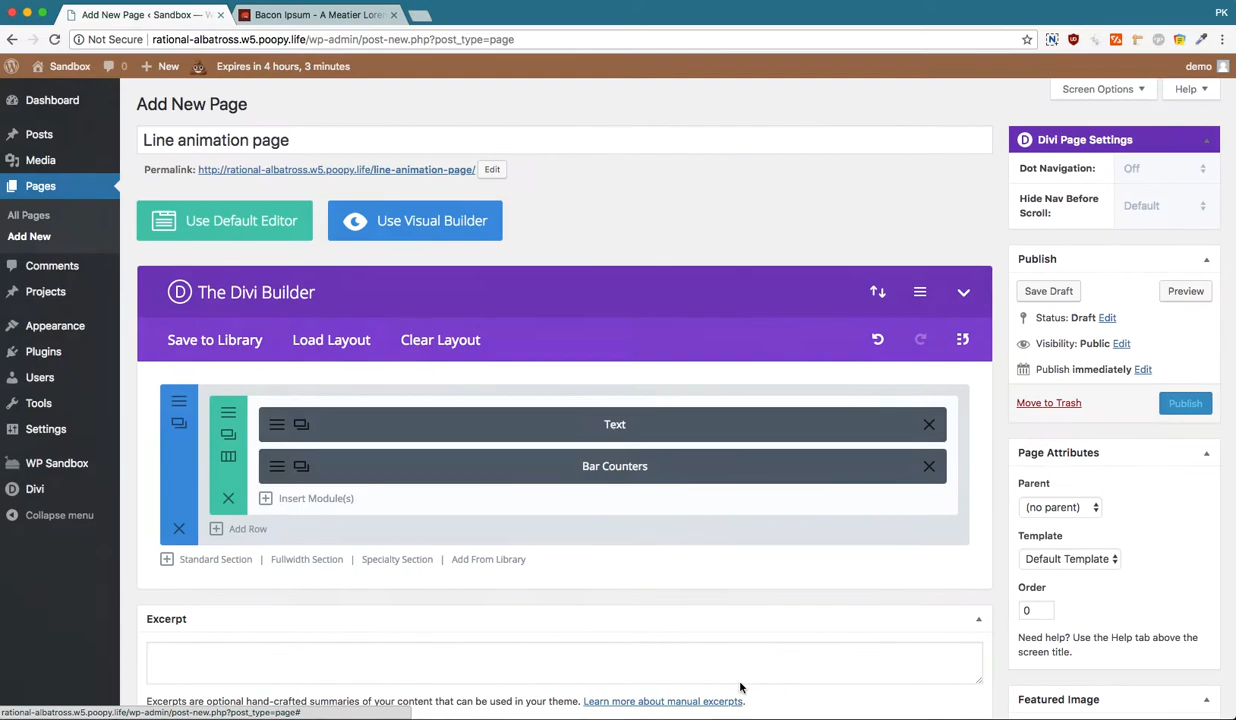 Add New Page ‹ Sandbox — W
Bacon Ipsum - A Meatier Lorem
PK
Not Secure
rational-albatross.w5.poopy.life/wp-admin/post-new.php?post_type=page
Sandbox
0
New
Expires in 4 hours, 3 minutes
demo
Dashboard
Posts
Media
Pages
All Pages
Add New
Comments
Projects
Appearance
Plugins
Users
Tools
Settings
WP Sandbox
Divi
Collapse menu
Add New Page
Screen Options
Help
Line animation page
Permalink: http://rational-albatross.w5.poopy.life/line-animation-page/
Edit
Use Default Editor
Use Visual Builder
D The Divi Builder
Save to Library
Load Layout
Clear Layout
Text
Bar Counters
Insert Module(s)
Add Row
Standard Section | Fullwidth Section | Specialty Section | Add From Library
Excerpt
Excerpts are optional hand-crafted summaries of your content that can be used in your theme. Learn more about manual excerpts.
D Divi Page Settings
Dot Navigation:
Off
Hide Nav Before
Scroll:
Default
Publish
Save Draft
Preview
Status: Draft Edit
Visibility: Public Edit
Publish immediately Edit
Move to Trash
Publish
Page Attributes
Parent
(no parent)
Template
Default Template
Order
0
Need help? Use the Help tab above the
screen title.
Featured Image
rational-albatross.w5.poopy.life/wp-admin/post-new.php?post_type=page#